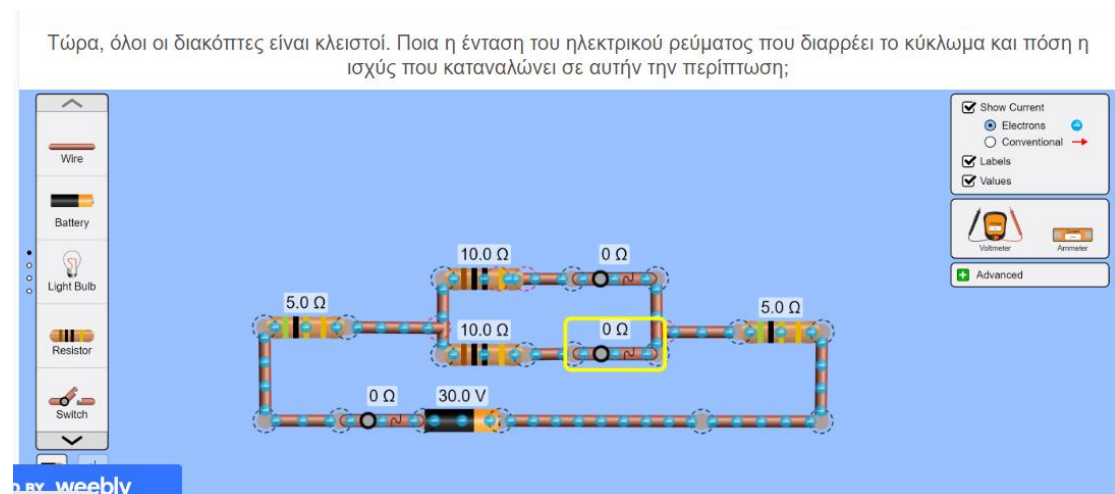 Τώρα, όλοι οι διακόπτες είναι κλειστοί. Ποια η ένταση του ηλεκτρικού ρεύματος που διαρρέει το κύκλωμα και πόση η
ισχύς που καταναλώνει σε αυτήν την περίπτωση;
Wire
Battery
Light Bulb
Resistor
Switch
Show Current
Electrons
Conventional
Labels
Values
Voltmeter
Ammeter
Advanced
10.0 Ω
0 Ω
5.0 Ω
10.0 Ω
0 Ω
5.0 Ω
0 Ω
30.0 V
BY weebly